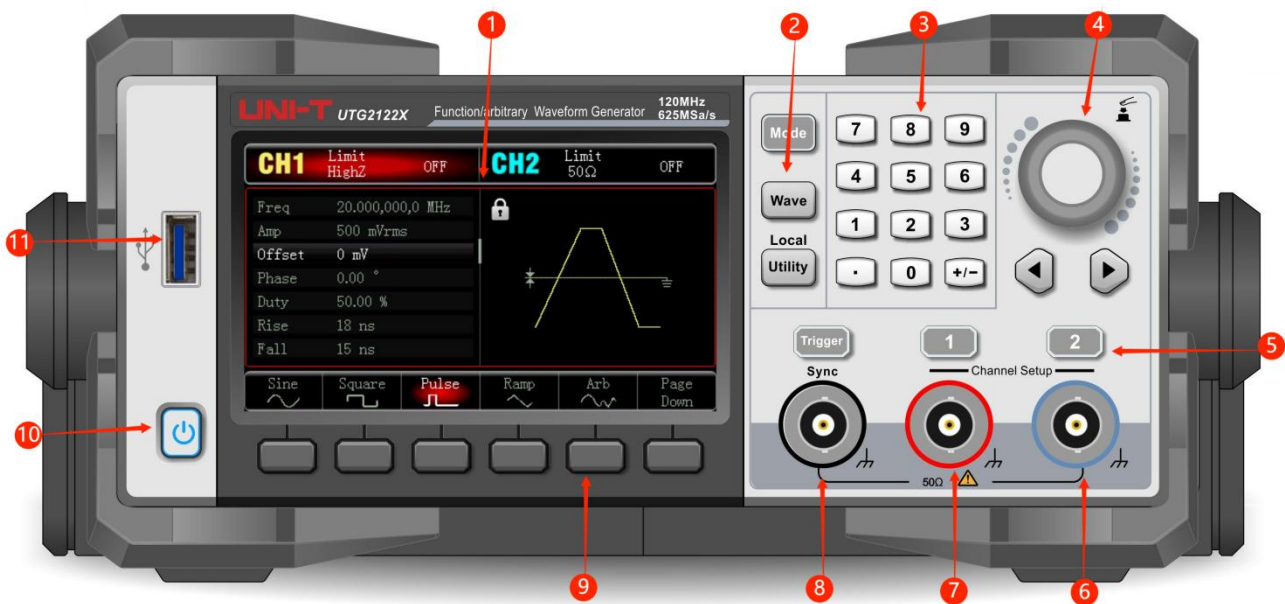 1
2
3
4
UNI-T UTG2122X Function/arbitrary Waveform Generator 120MHz 625MSa/s
CH1 Limit HighZ OFF CH2 Limit 50Ω OFF
Freq 20.000,000,0 MHz
Amp 500 mVrms
Offset 0 mV
Phase 0.00 °
Duty 50.00 %
Rise 18 ns
Fall 15 ns
Sine Square Pulse Ramp Arb Page Down
Mode
Wave
Local
Utility
7 8 9
4 5 6
1 2 3
. 0 +/-
Trigger 1 2
Sync Channel Setup
50Ω
5
11
10
9
8
7
6